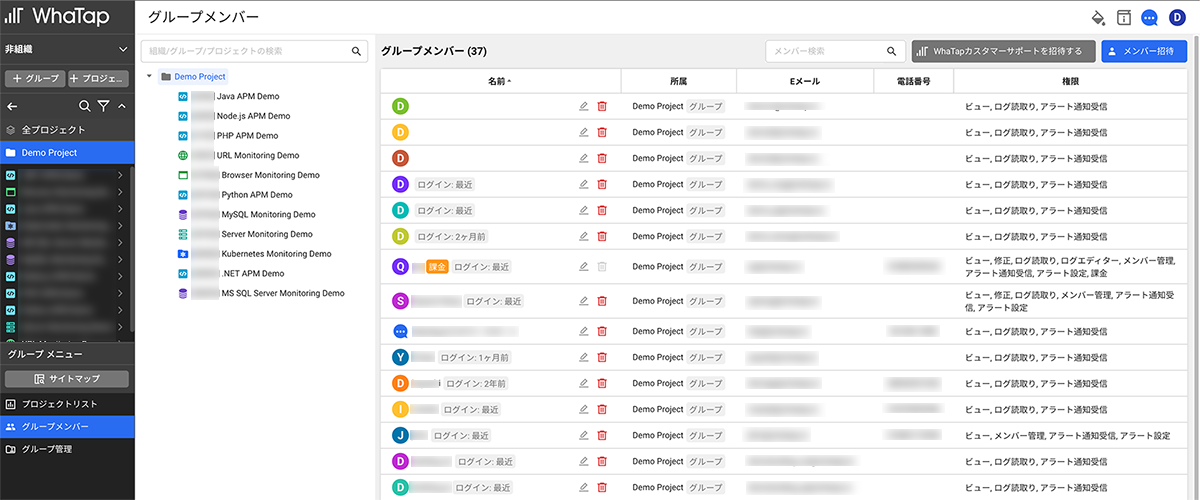 WhaTap
グループメンバー
D
非組織
+ グループ
+ プロジェ...
全プロジェクト
Demo Project
グループ メニュー
サイトマップ
プロジェクトリスト
グループメンバー
グループ管理
組織/グループ/プロジェクトの検索
Demo Project
Java APM Demo
Node.js APM Demo
PHP APM Demo
URL Monitoring Demo
Browser Monitoring Demo
Python APM Demo
MySQL Monitoring Demo
Server Monitoring Demo
Kubernetes Monitoring Demo
.NET APM Demo
MS SQL Server Monitoring Demo
グループメンバー (37)
メンバー検索
WhaTapカスタマーサポートを招待する
メンバー招待
名前 所属 Eメール 電話番号 権限
D Demo Project グループ ビュー, ログ読取り, アラート通知受信
D Demo Project グループ ビュー, ログ読取り, アラート通知受信
D Demo Project グループ ビュー, ログ読取り, アラート通知受信
D ログイン: 最近 Demo Project グループ ビュー, ログ読取り, アラート通知受信
D ログイン: 最近 Demo Project グループ ビュー, ログ読取り, アラート通知受信
D ログイン: 2ヶ月前 Demo Project グループ ビュー, ログ読取り, アラート通知受信
Q 課金 ログイン: 最近 Demo Project グループ ビュー, 修正, ログ読取り, ログエディター, メンバー管理,
アラート通知受信, アラート設定, 課金
S ログイン: 最近 Demo Project グループ ビュー, 修正, ログ読取り, メンバー管理, アラート通知受
信, アラート設定
Demo Project グループ ビュー, ログ読取り, アラート通知受信
Y ログイン: 1ヶ月前 Demo Project グループ ビュー, ログ読取り, アラート通知受信
D ログイン: 2年前 Demo Project グループ ビュー, ログ読取り, アラート通知受信
I ログイン: 最近 Demo Project グループ ビュー, ログ読取り, アラート通知受信
J ログイン: 最近 Demo Project グループ ビュー, メンバー管理, アラート通知受信, アラート設定
D ログイン: 最近 Demo Project グループ ビュー, ログ読取り, アラート通知受信
D ログイン: 最近 Demo Project グループ ビュー, ログ読取り, アラート通知受信